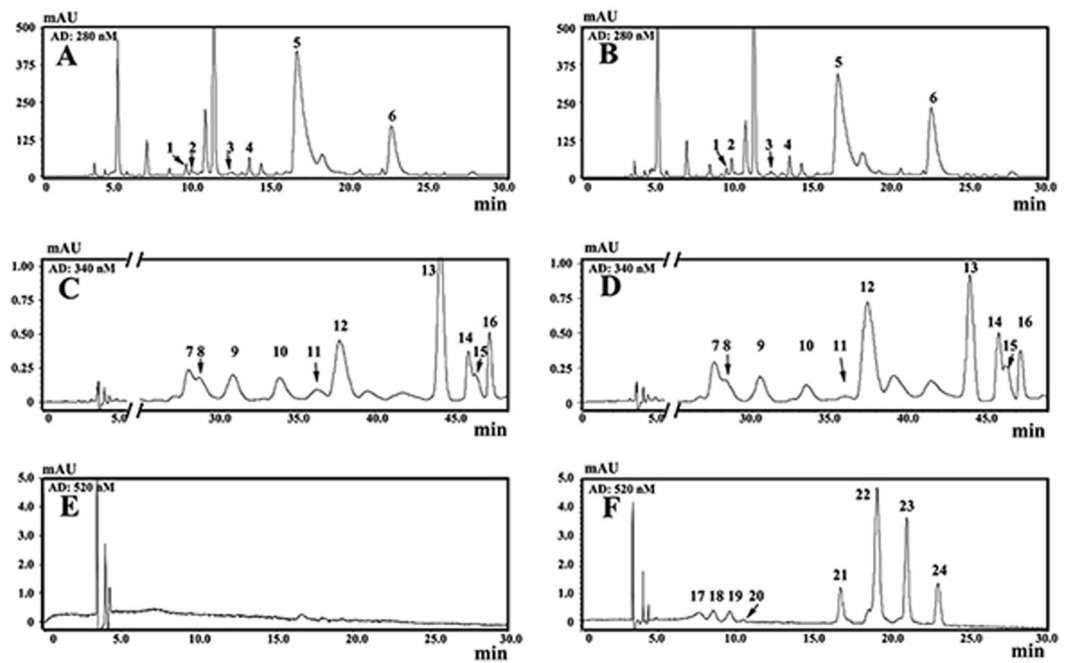 mAU
AD: 280 nM
A
500
375
250
125
0
1 2 3 4 5 6
0 5.0 10.0 15.0 20.0 25.0 30.0
min
mAU
AD: 280 nM
B
500
375
250
125
0
1 2 3 4 5 6
0 5.0 10.0 15.0 20.0 25.0 30.0
min
mAU
AD: 340 nM
C
1.00
0.75
0.50
0.25
0
7 8 9 10 11 12 13 14 15 16
0 5.0 30.0 35.0 40.0 45.0
min
mAU
AD: 340 nM
D
1.00
0.75
0.50
0.25
0
7 8 9 10 11 12 13 14 15 16
0 5.0 30.0 35.0 40.0 45.0
min
mAU
AD: 520 nM
E
5.0
4.0
3.0
2.0
1.0
0
0 5.0 10.0 15.0 20.0 25.0 30.0
min
mAU
AD: 520 nM
F
5.0
4.0
3.0
2.0
1.0
0
17 18 19 20 21 22 23 24
0 5.0 10.0 15.0 20.0 25.0 30.0
min